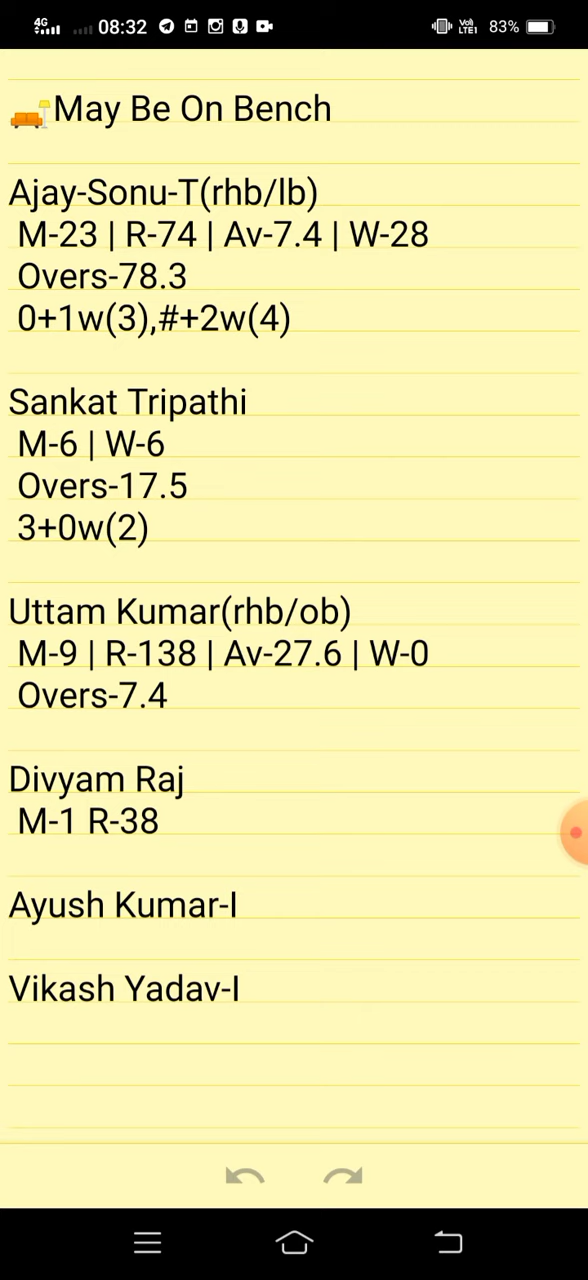 4G 08:32 Vo) LTE1 83%
May Be On Bench
Ajay-Sonu-T(rhb/lb)
M-23 | R-74 | Av-7.4 | W-28
Overs-78.3
0+1w(3),#+2w(4)
Sankat Tripathi
M-6 | W-6
Overs-17.5
3+0w(2)
Uttam Kumar(rhb/ob)
M-9 | R-138 | Av-27.6 | W-0
Overs-7.4
Divyam Raj
M-1 R-38
Ayush Kumar-I
Vikash Yadav-I